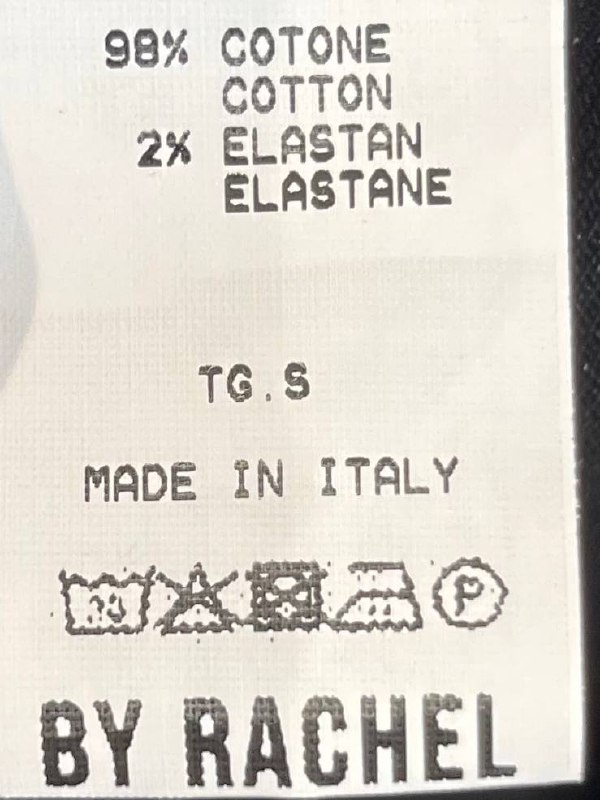 98% COTONE
COTTON
2% ELASTAN
ELASTANE
TG.S
MADE IN ITALY
P
BY RACHEL